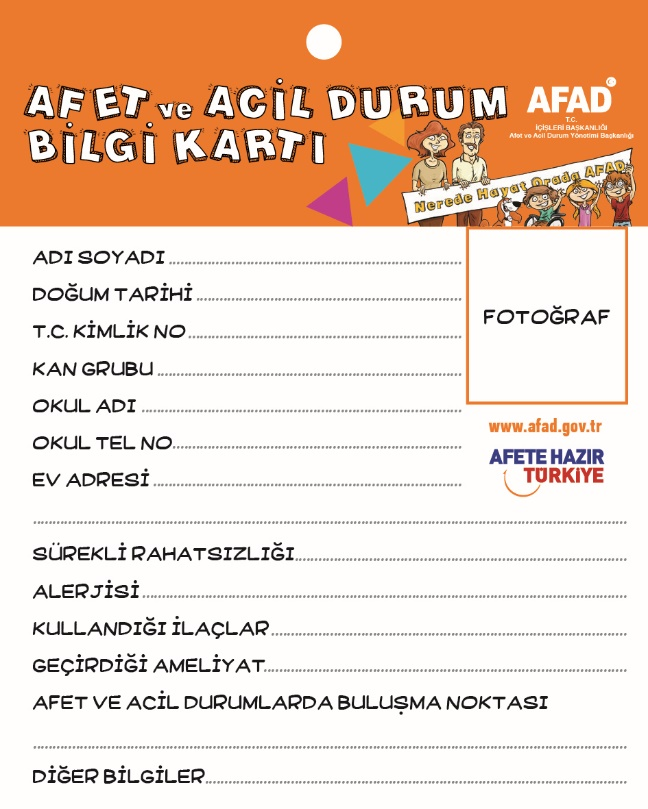 AFET ve ACİL DURUM
BİLGİ KARTI
AFAD
T.C.
İÇİŞLERİ BAŞKANLIĞI
Afet ve Acil Durum Yönetimi Başkanlığı
Nerede Hayat Orada AFAD
ADI SOYADI
DOĞUM TARİHİ
T.C. KİMLİK NO
KAN GRUBU
OKUL ADI
OKUL TEL NO
EV ADRESİ
FOTOĞRAF
www.afad.gov.tr
AFETE HAZIR
TÜRKİYE
SÜREKLİ RAHATSIZLIĞI
ALERJİSİ
KULLANDIĞI İLAÇLAR
GEÇİRDİĞİ AMELİYAT
AFET VE ACİL DURUMLARDA BULUŞMA NOKTASI
DİĞER BİLGİLER